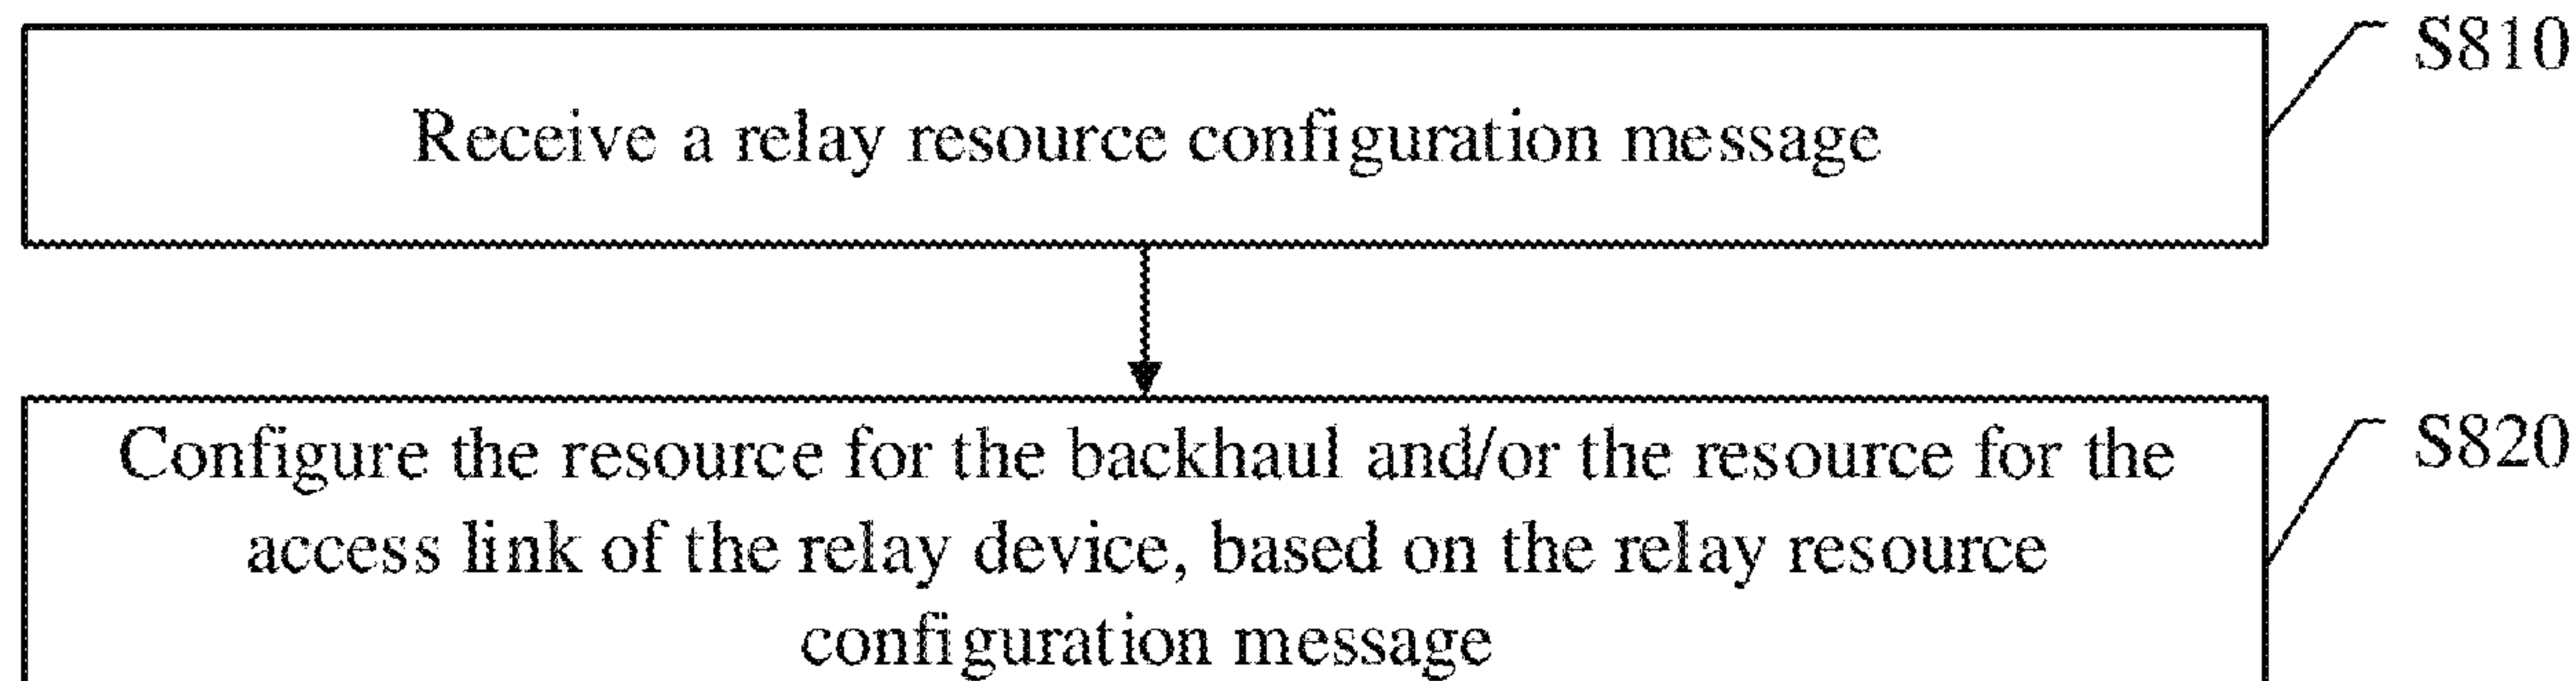 S810
Receive a relay resource configuration message
Configure the resource for the backhaul and/or the resource for the
S820
access link of the relay device, based on the relay resource
configuration message